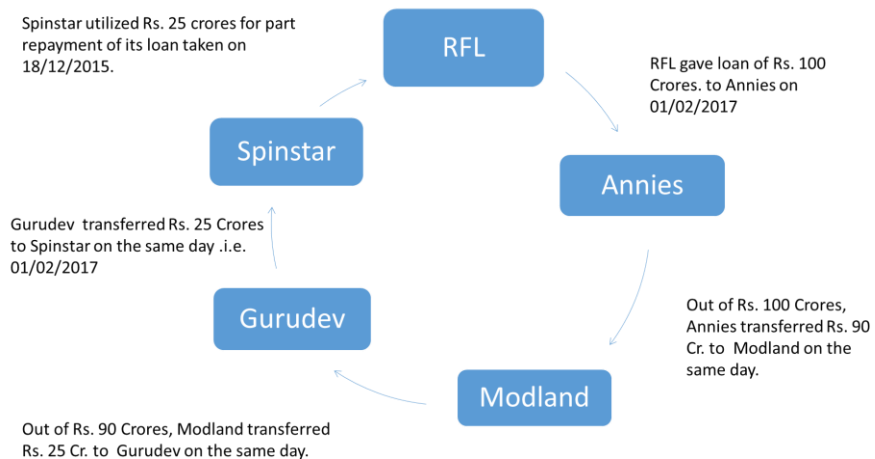 Spinstar utilized Rs. 25 crores for part
repayment of its loan taken on
18/12/2015.
RFL
RFL gave loan of Rs. 100
Crores. to Annies on
01/02/2017
Spinstar
Annies
Gurudev  transferred Rs. 25 Crores
to Spinstar on the same day .i.e.
01/02/2017
Gurudev
Out of Rs. 100 Crores,
Annies transferred Rs. 90
Cr. to  Modland on the
same day.
Modland
Out of Rs. 90 Crores, Modland transferred
Rs. 25 Cr. to  Gurudev on the same day.